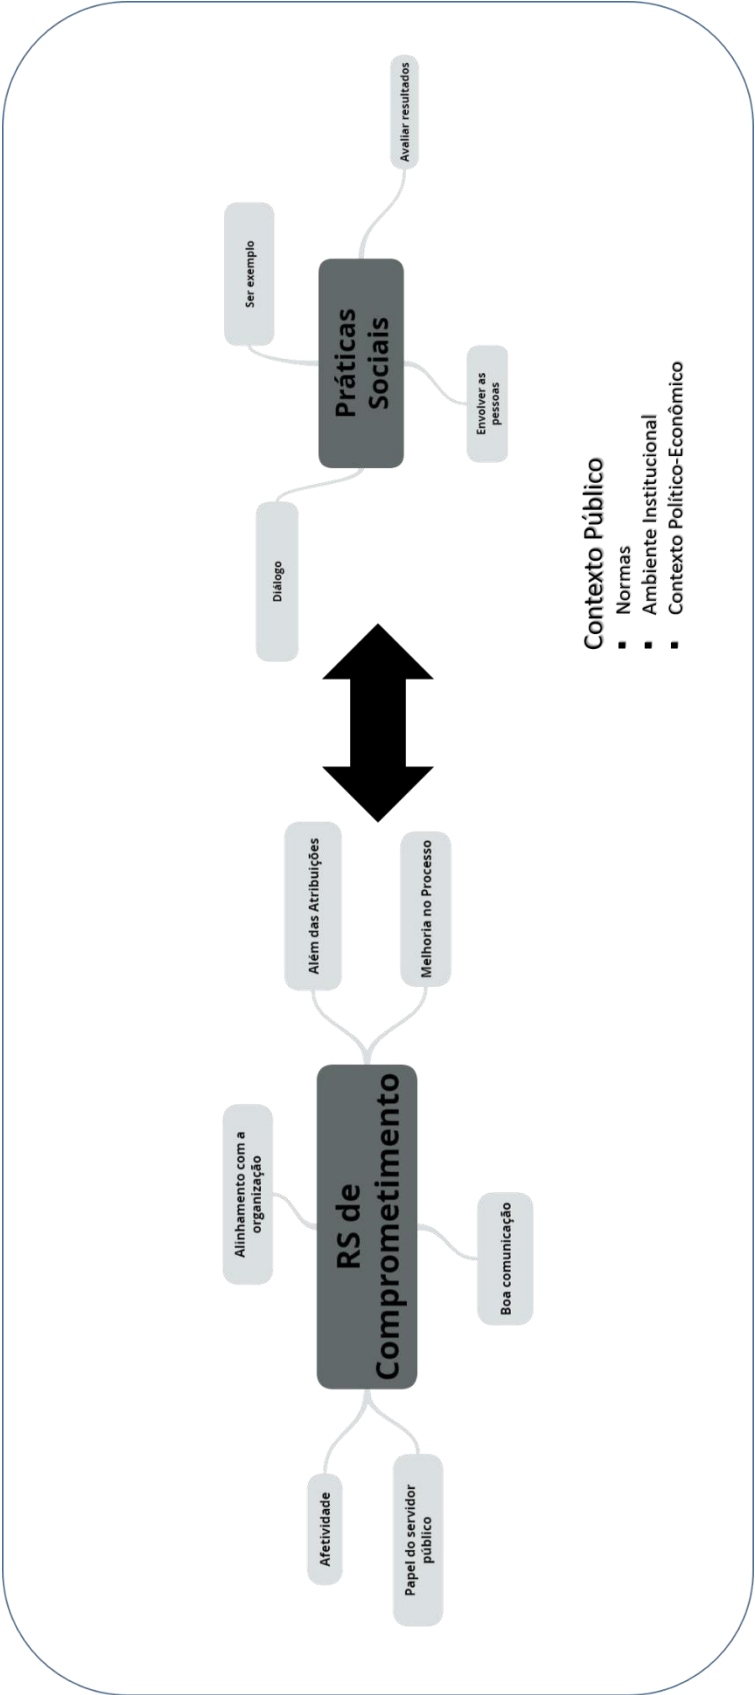 Afetividade
Papel do servidor
público
Alinhamento com a
organização
RS de
Comprometimento
Boa comunicação
Além das Atribuições
Melhoria no Processo
Diálogo
Ser exemplo
Práticas
Sociais
Envolver as
pessoas
Avaliar resultados
Contexto Público
▪ Normas
▪ Ambiente Institucional
▪ Contexto Político-Econômico